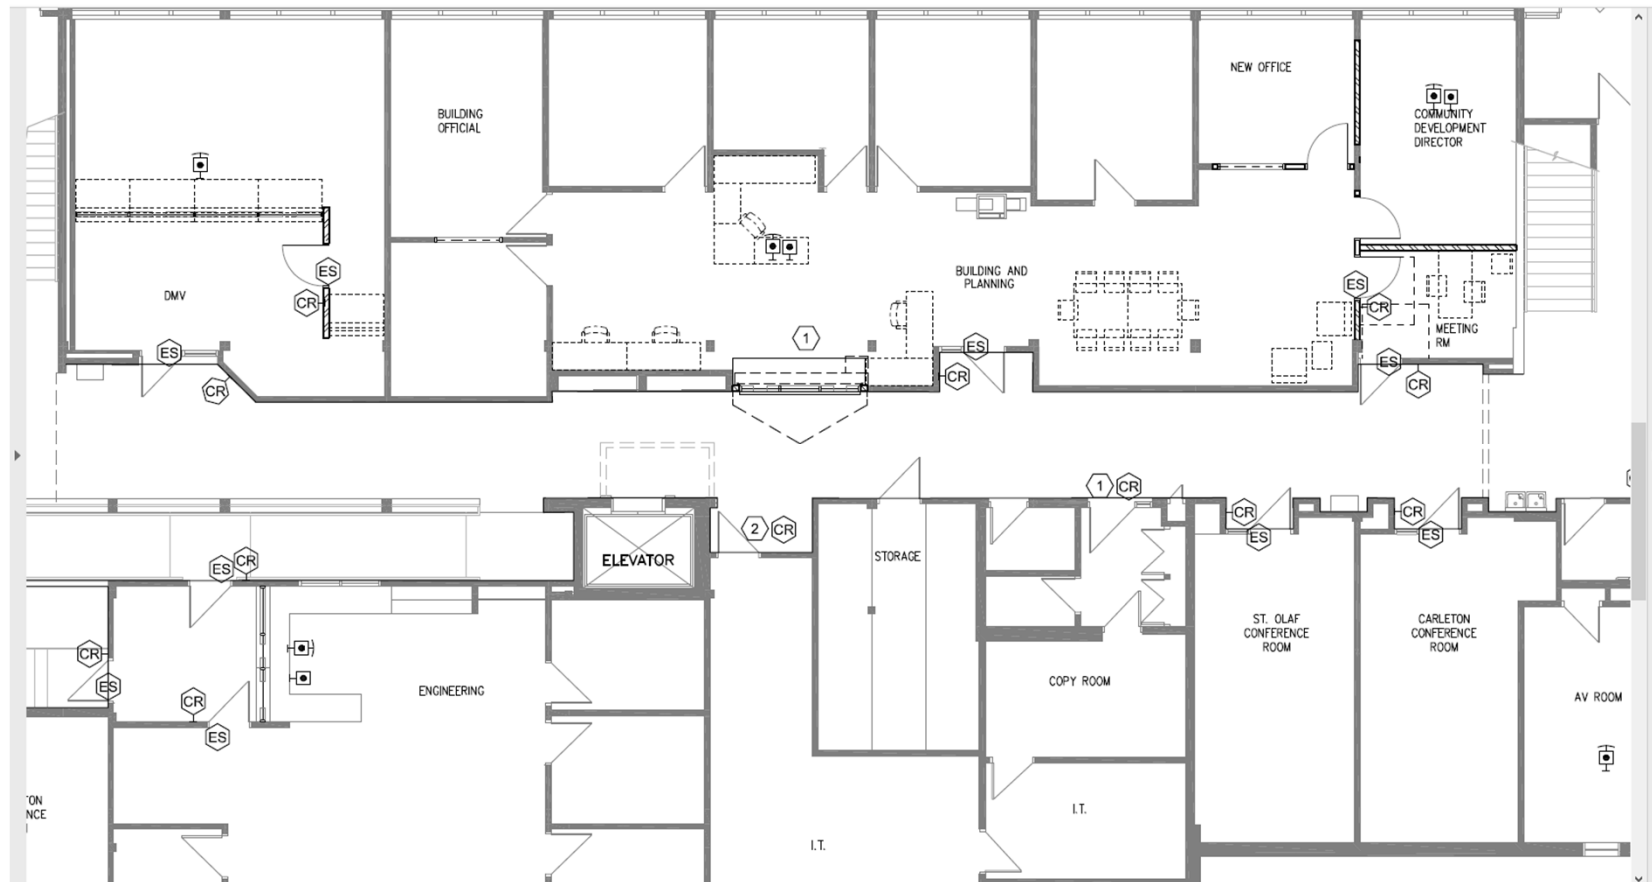 NEW OFFICE
BUILDING
OFFICIAL
COMMUNITY
DEVELOPMENT
DIRECTOR
ES
CR
DMV
BUILDING AND
PLANNING
ES
CR
MEETING
RM
1
ES
CR
ES
CR
ES
CR
1
CR
2
CR
CR
ES
CR
ES
ELEVATOR
STORAGE
ES
CR
ST. OLAF
CONFERENCE
ROOM
CARLETON
CONFERENCE
ROOM
CR
ES
CR
ES
ENGINEERING
COPY ROOM
AV ROOM
TON
NCE
I.T.
I.T.